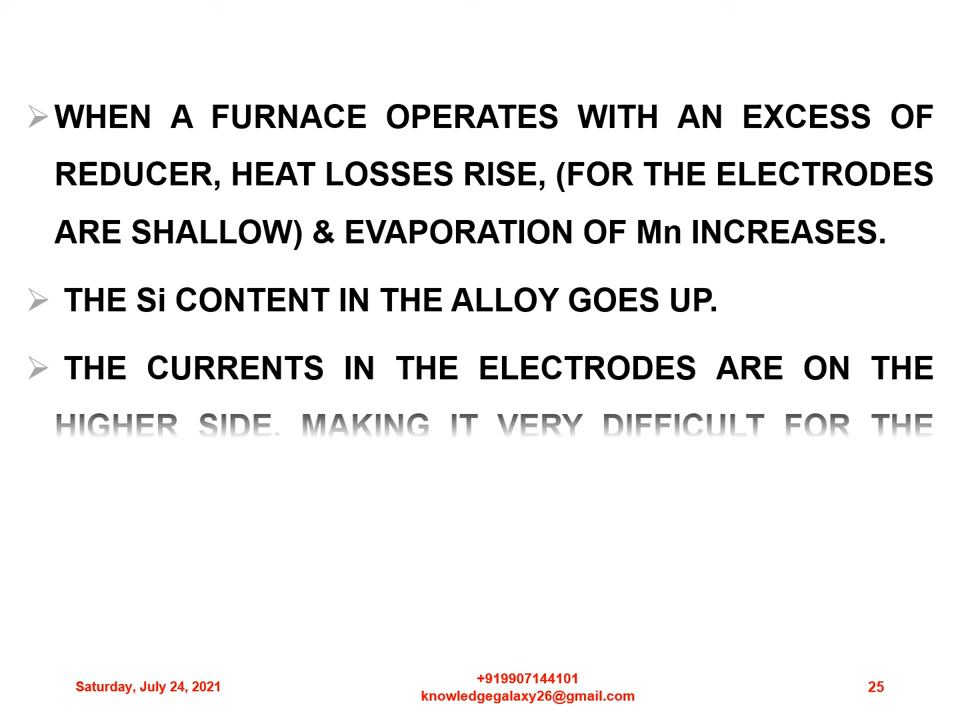 WHEN A FURNACE OPERATES WITH AN EXCESS OF
REDUCER, HEAT LOSSES RISE, (FOR THE ELECTRODES
ARE SHALLOW) & EVAPORATION OF Mn INCREASES.
THE Si CONTENT IN THE ALLOY GOES UP.
THE CURRENTS IN THE ELECTRODES ARE ON THE
HIGHER SIDE, MAKING IT VERY DIFFICULT FOR THE
Saturday, July 24, 2021
+919907144101
knowledgegalaxy26@gmail.com
25